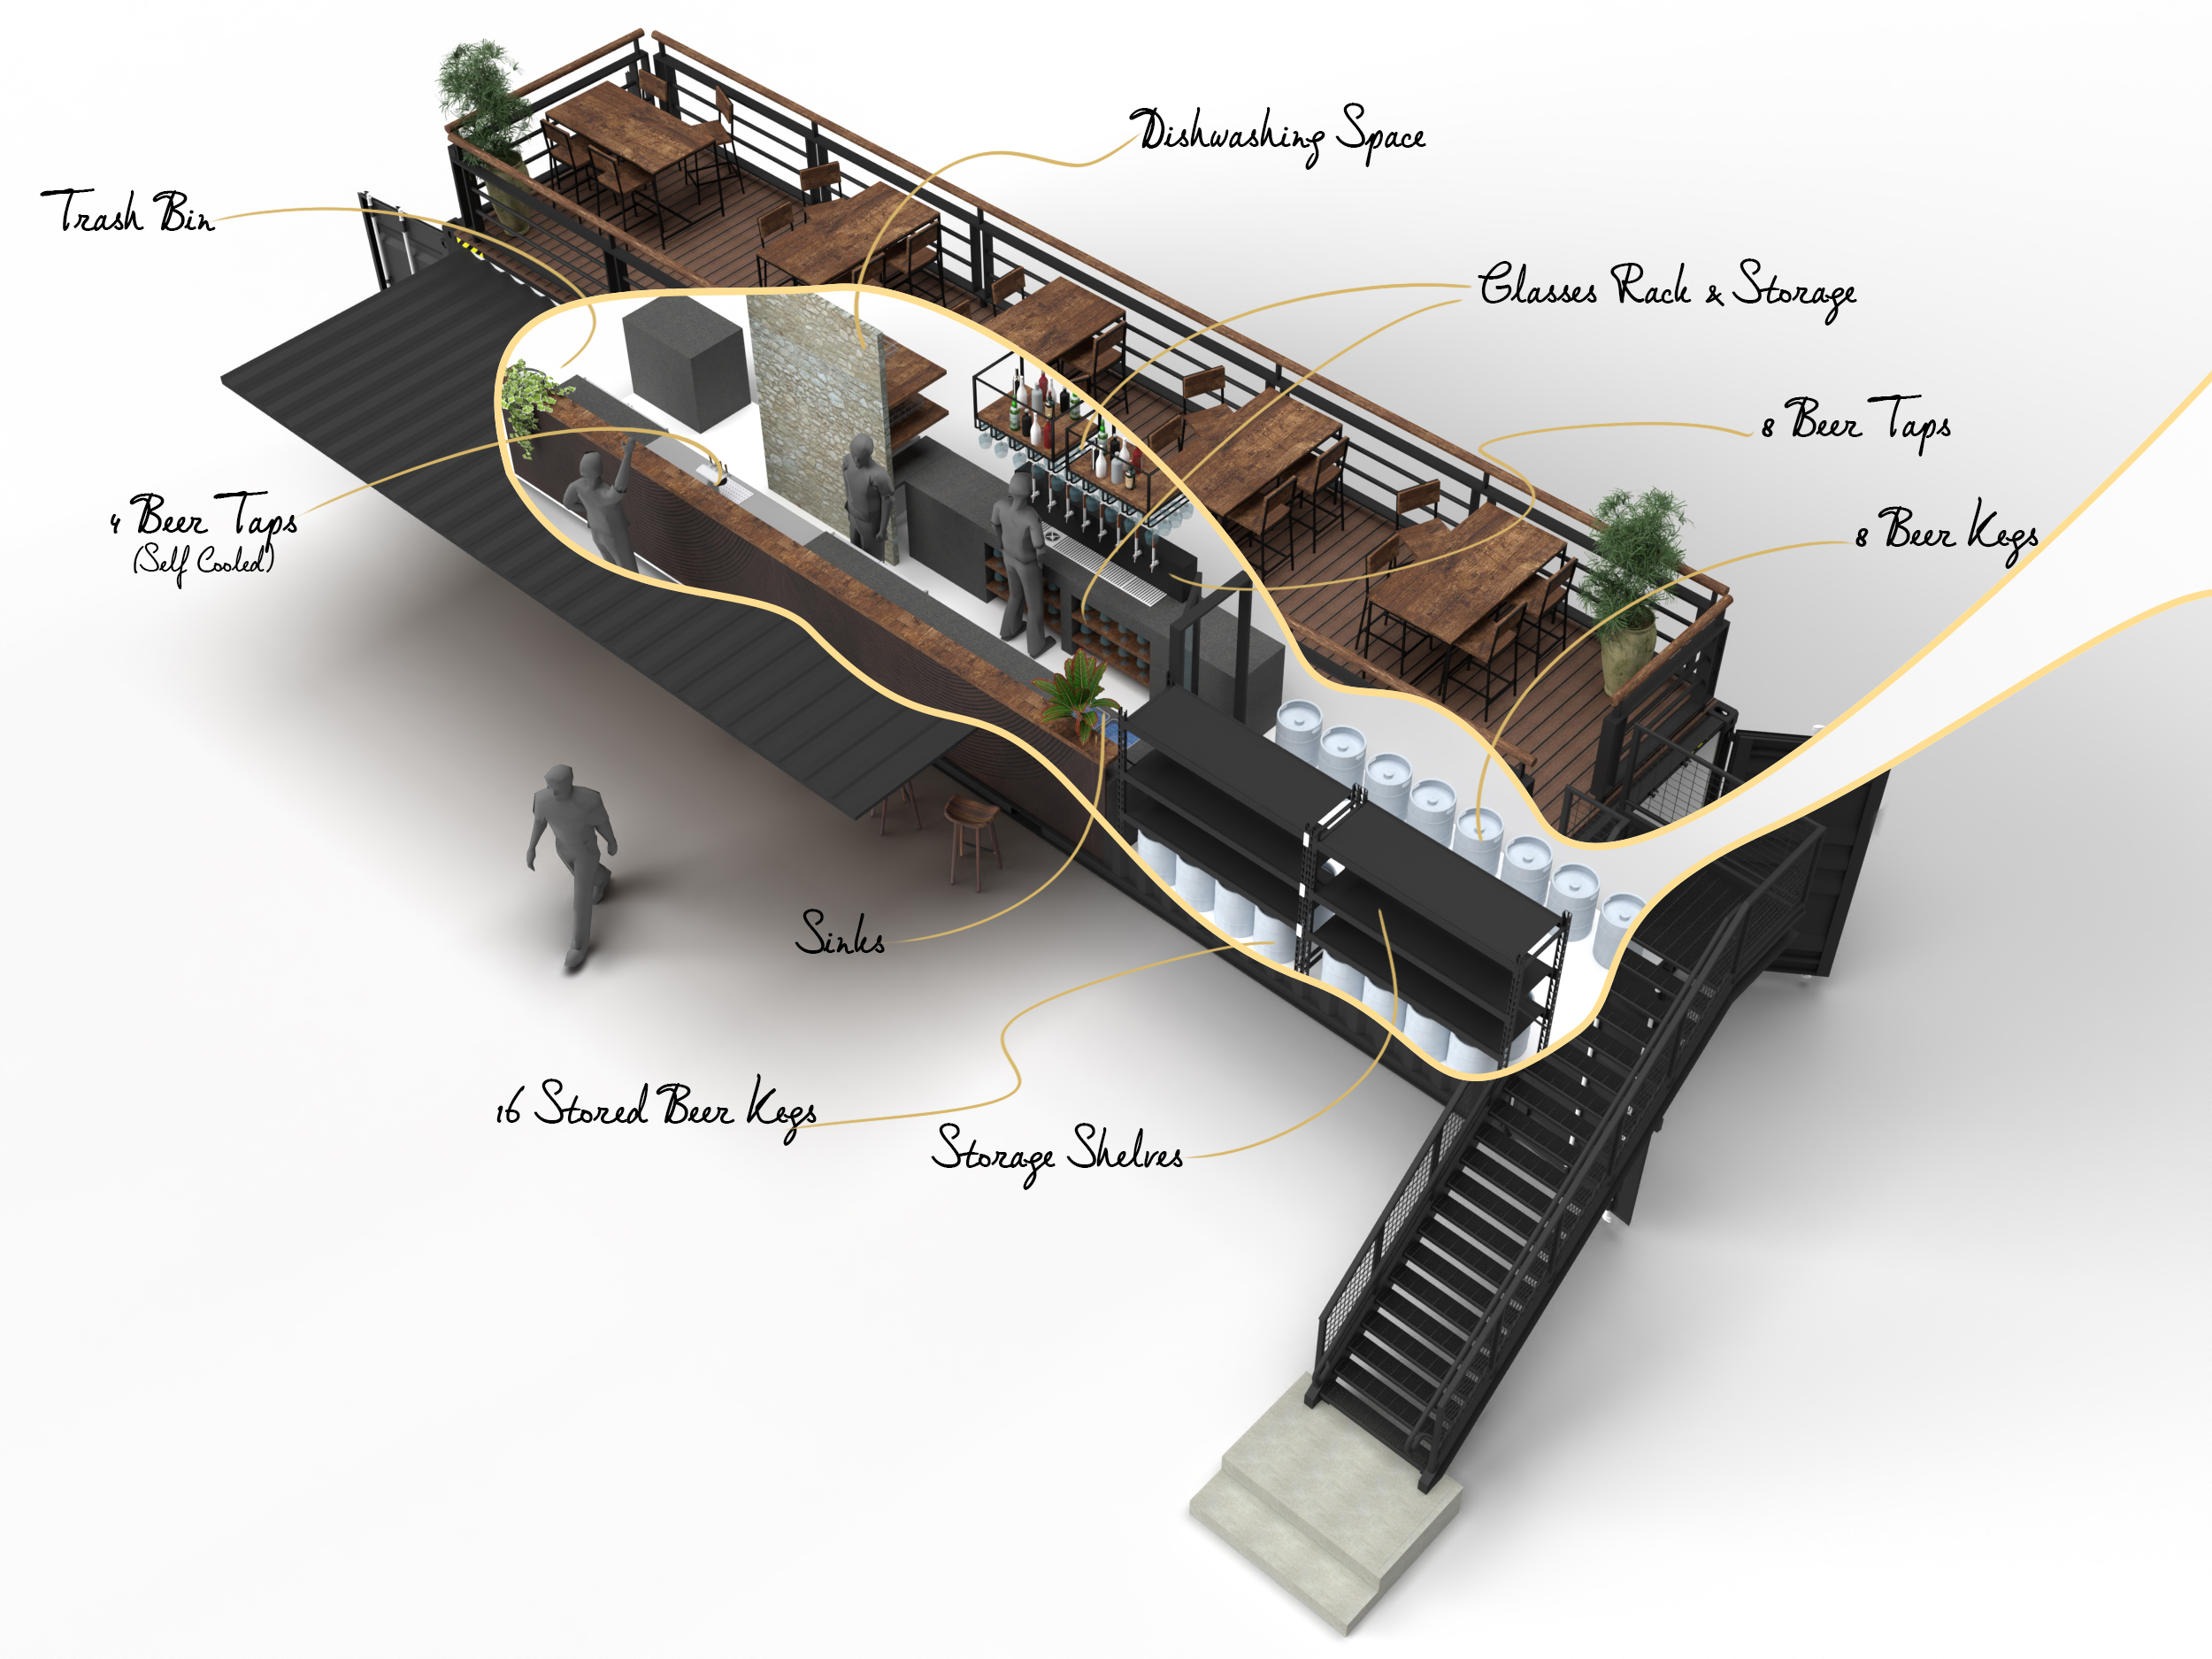 Dishwashing Space
Trash Bin
Glasses Rack & Storage
8 Beer Taps
4 Beer Taps
(Self Cooled)
8 Beer Kegs
Sinks
16 Stored Beer Kegs
Storage Shelves